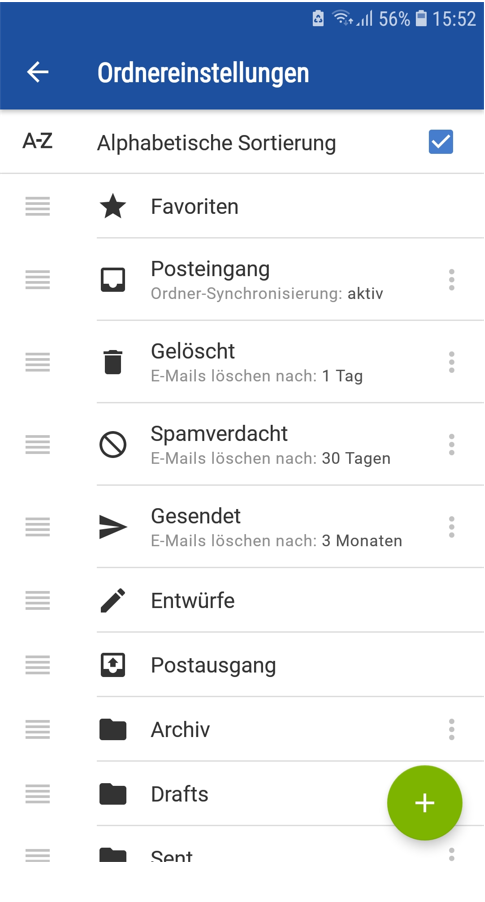 56% 15:52
Ordnereinstellungen
A-Z Alphabetische Sortierung
Favoriten
Posteingang
Ordner-Synchronisierung: aktiv
Gelöscht
E-Mails löschen nach: 1 Tag
Spamverdacht
E-Mails löschen nach: 30 Tagen
Gesendet
E-Mails löschen nach: 3 Monaten
Entwürfe
Postausgang
Archiv
Drafts
Sent